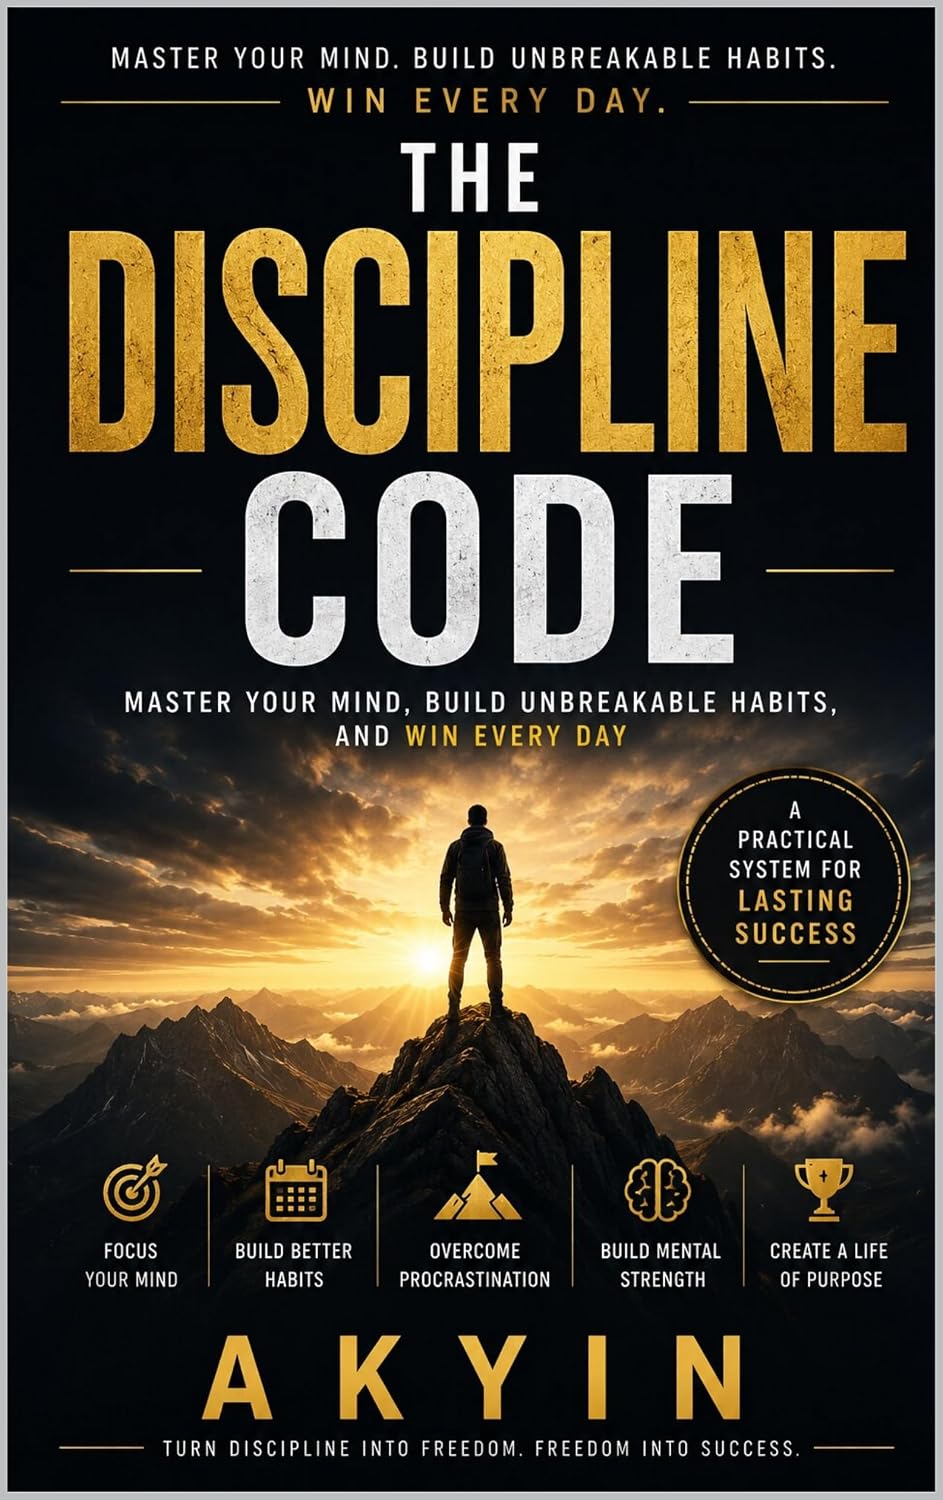 MASTER YOUR MIND. BUILD UNBREAKABLE HABITS.
WIN EVERY DAY.
THE
DISCIPLINE
CODE
MASTER YOUR MIND, BUILD UNBREAKABLE HABITS,
AND WIN EVERY DAY
A
PRACTICAL
SYSTEM FOR
LASTING
SUCCESS
FOCUS
YOUR MIND
BUILD BETTER
HABITS
OVERCOME
PROCRASTINATION
BUILD MENTAL
STRENGTH
CREATE A LIFE
OF PURPOSE
AKYIN
TURN DISCIPLINE INTO FREEDOM. FREEDOM INTO SUCCESS.